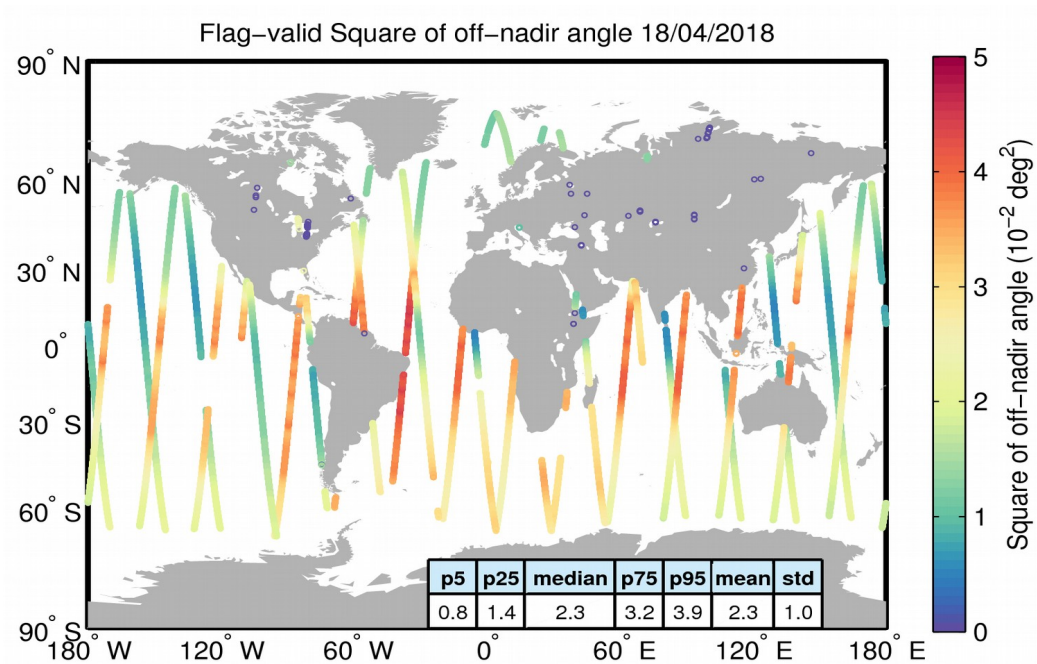 Flag−valid Square of off−nadir angle 18/04/2018
90° N
60° N
30° N
0°
30° S
60° S
90° S
180° W
120° W
60° W
0°
60° E
120° E
180° E
p5 p25 median p75 p95 mean std
0.8 1.4 2.3 3.2 3.9 2.3 1.0
5
4
3
2
1
0
Square of off−nadir angle (10⁻² deg²)